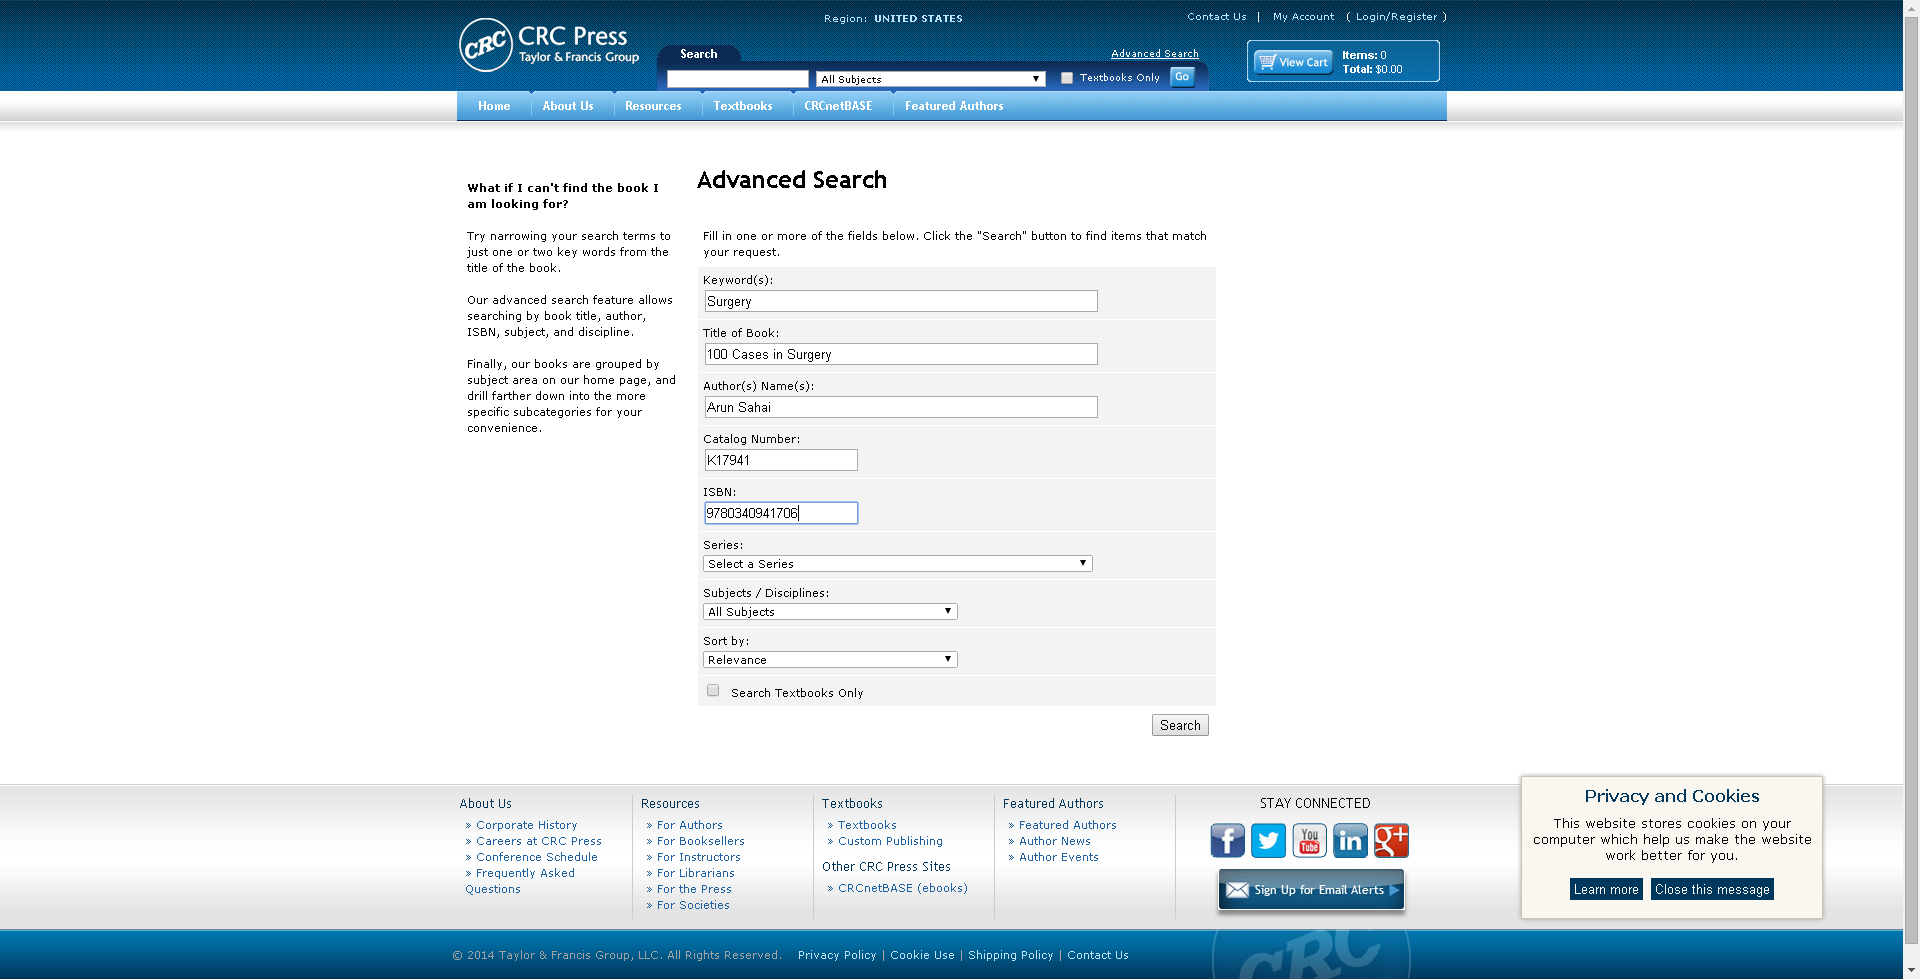 Region: UNITED STATES
Contact Us | My Account ( Login/Register )
CRC CRC Press
Taylor & Francis Group
Search
Advanced Search
All Subjects
Textbooks Only
Go
View Cart
Items: 0
Total: $0.00
Home
About Us
Resources
Textbooks
CRCnetBASE
Featured Authors
What if I can't find the book I
am looking for?
Try narrowing your search terms to
just one or two key words from the
title of the book.
Our advanced search feature allows
searching by book title, author,
ISBN, subject, and discipline.
Finally, our books are grouped by
subject area on our home page, and
drill farther down into the more
specific subcategories for your
convenience.
Advanced Search
Fill in one or more of the fields below. Click the "Search" button to find items that match
your request.
Keyword(s):
Surgery
Title of Book:
100 Cases in Surgery
Author(s) Name(s):
Arun Sahai
Catalog Number:
K17941
ISBN:
9780340941706
Series:
Select a Series
Subjects / Disciplines:
All Subjects
Sort by:
Relevance
Search Textbooks Only
Search
About Us
» Corporate History
» Careers at CRC Press
» Conference Schedule
» Frequently Asked
Questions
Resources
» For Authors
» For Booksellers
» For Instructors
» For Librarians
» For the Press
» For Societies
Textbooks
» Textbooks
» Custom Publishing
Other CRC Press Sites
» CRCnetBASE (ebooks)
Featured Authors
» Featured Authors
» Author News
» Author Events
STAY CONNECTED
f
You
Tube
in
g+
Sign Up for Email Alerts
Privacy and Cookies
This website stores cookies on your
computer which help us make the website
work better for you.
Learn more
Close this message
© 2014 Taylor & Francis Group, LLC. All Rights Reserved. Privacy Policy | Cookie Use | Shipping Policy | Contact Us
CRC